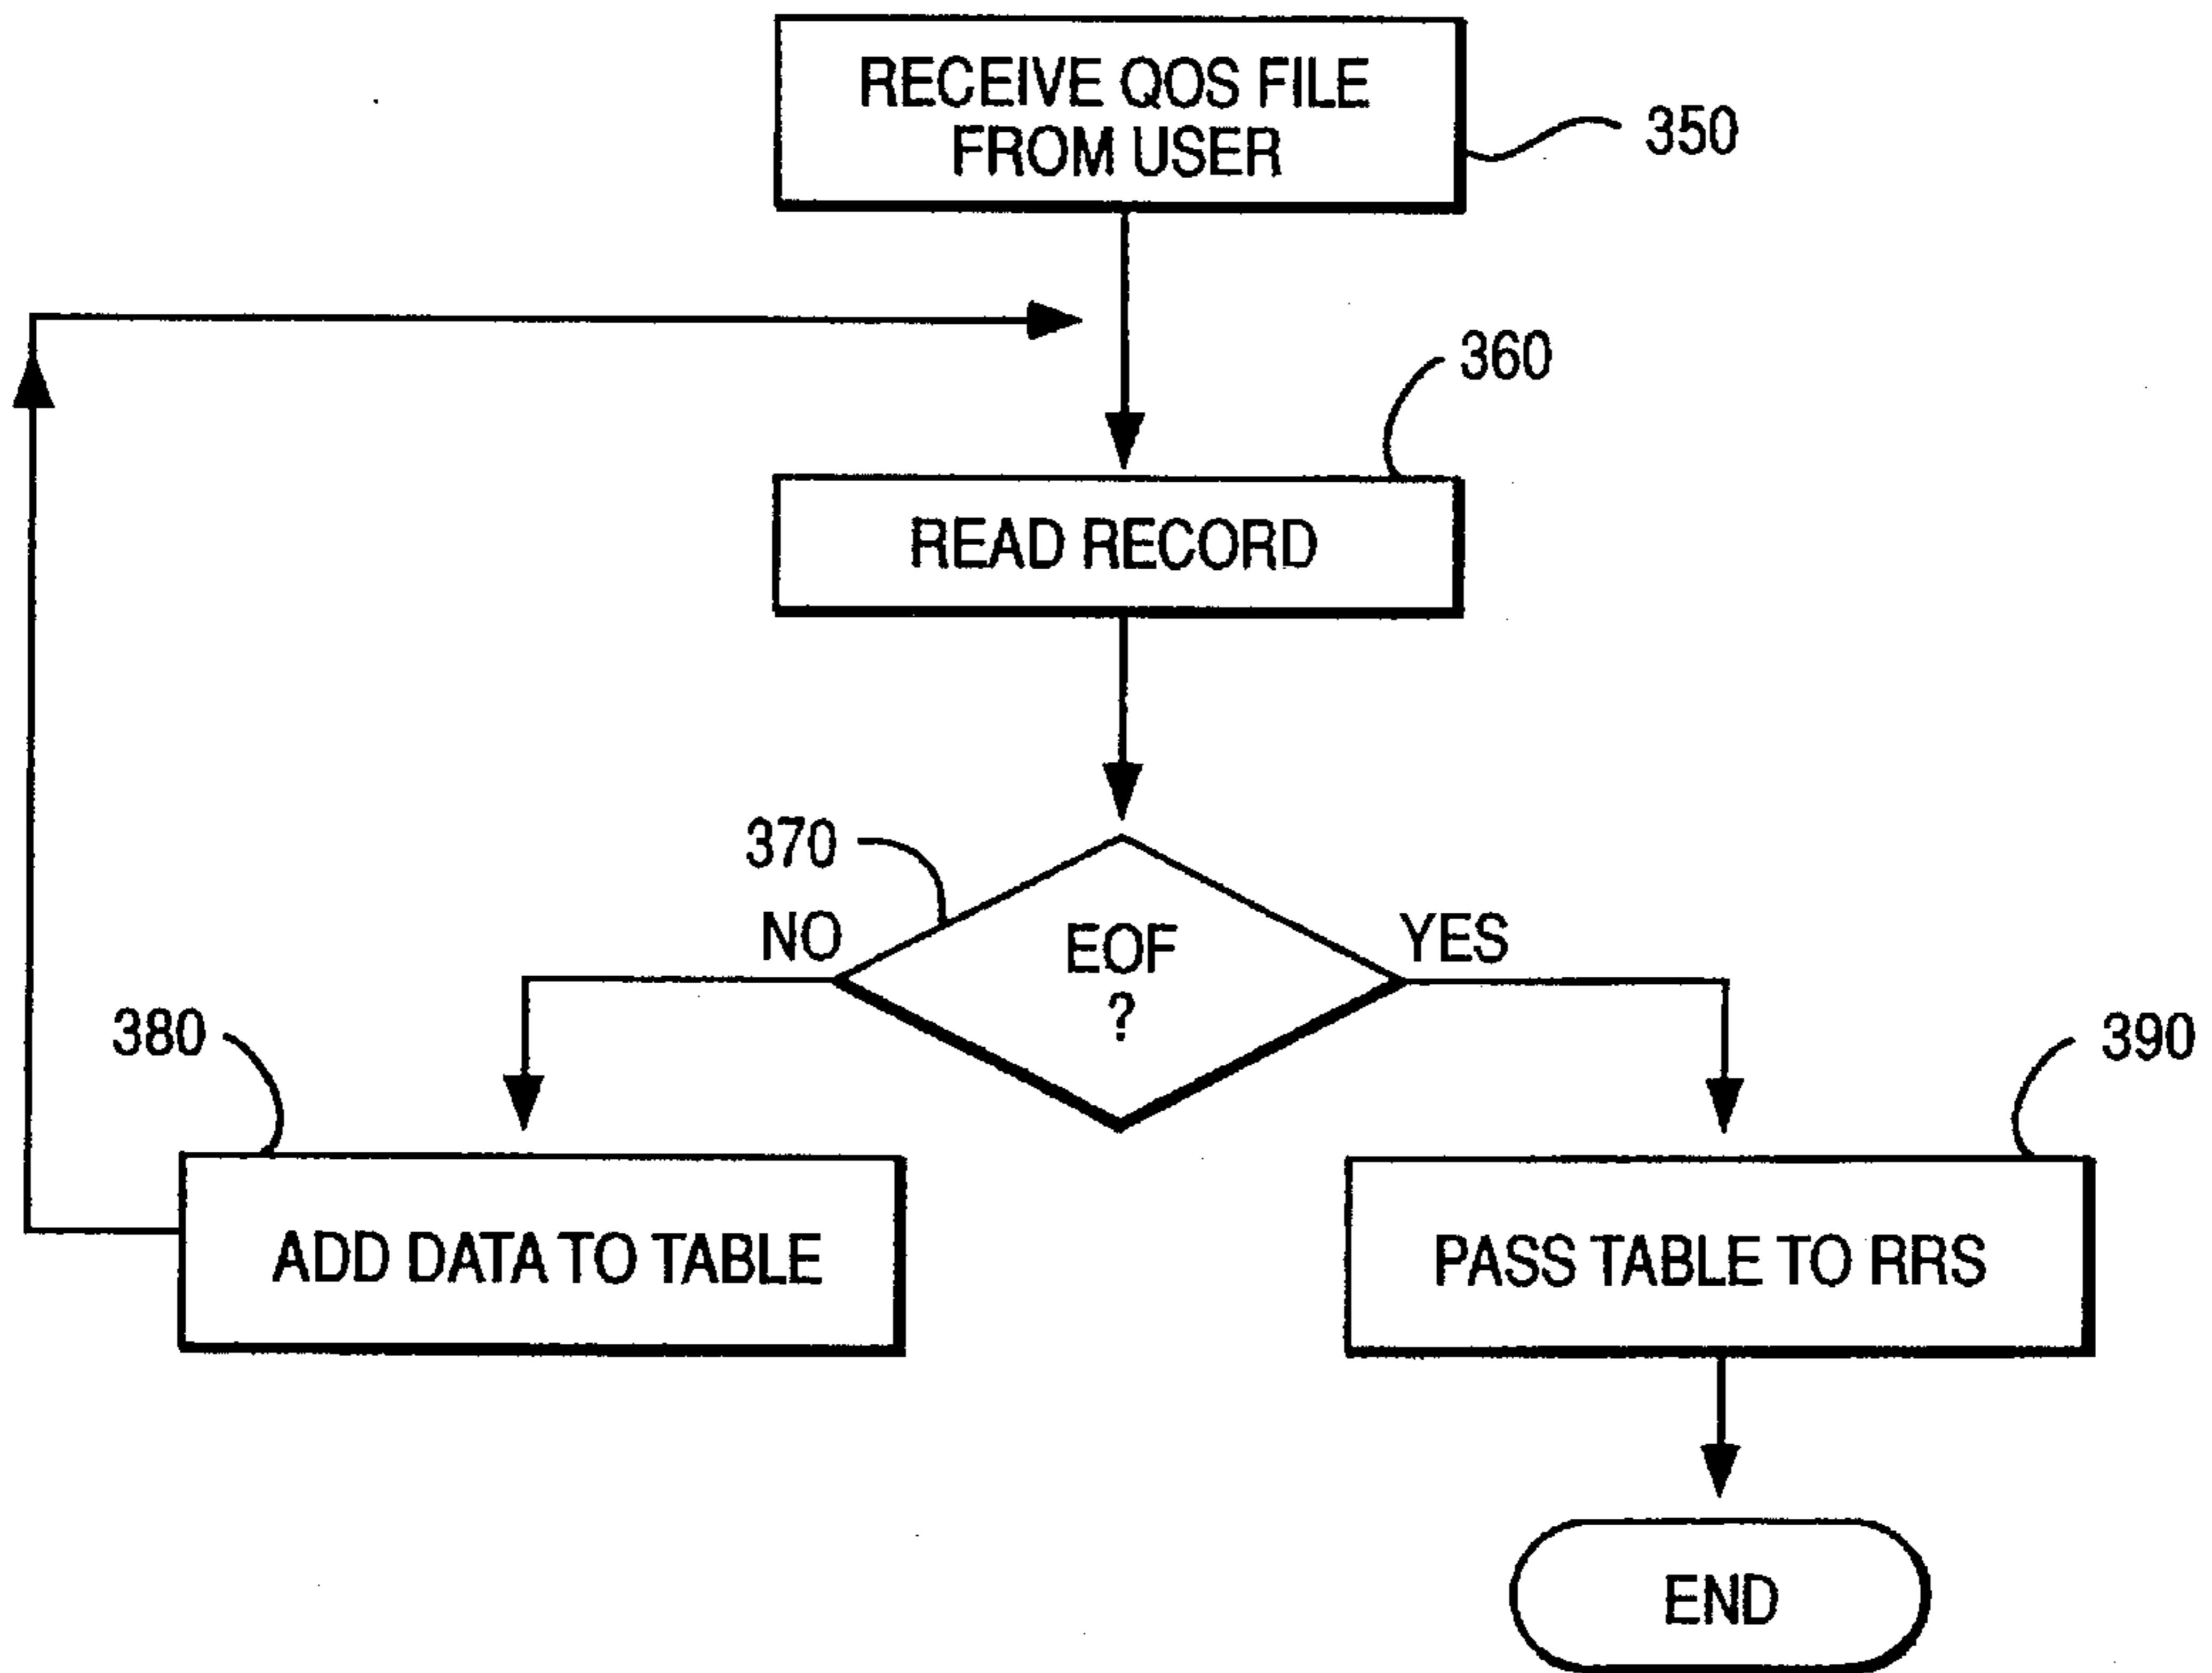 RECEIVE QOS FILE
FROM USER
350
360
READ RECORD
370
NO
EOF
?
YES
380
390
ADD DATA TO TABLE
PASS TABLE TO RRS
END